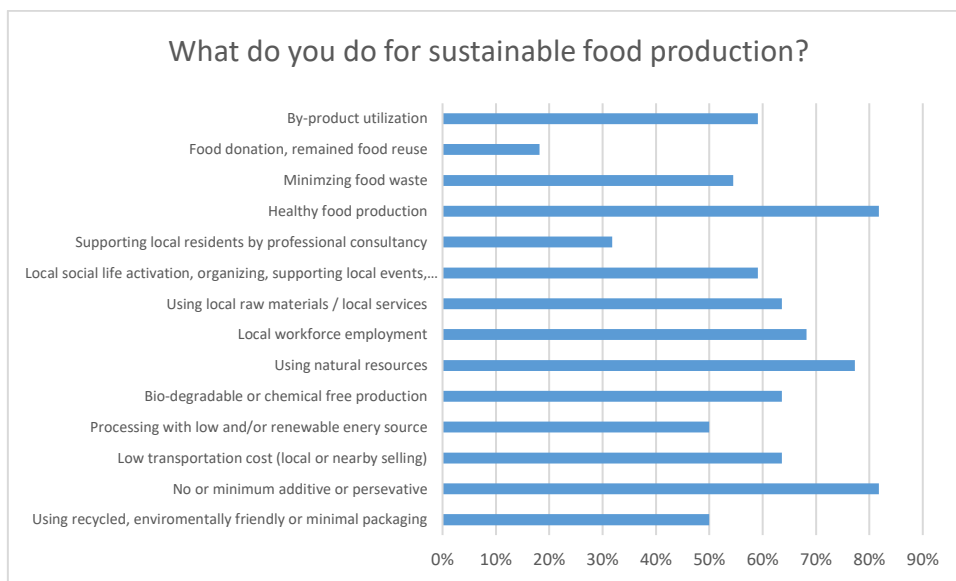 What do you do for sustainable food production?
By-product utilization
Food donation, remained food reuse
Minimzing food waste
Healthy food production
Supporting local residents by professional consultancy
Local social life activation, organizing, supporting local events,...
Using local raw materials / local services
Local workforce employment
Using natural resources
Bio-degradable or chemical free production
Processing with low and/or renewable enery source
Low transportation cost (local or nearby selling)
No or minimum additive or persevative
Using recycled, enviromentally friendly or minimal packaging
0% 10% 20% 30% 40% 50% 60% 70% 80% 90%